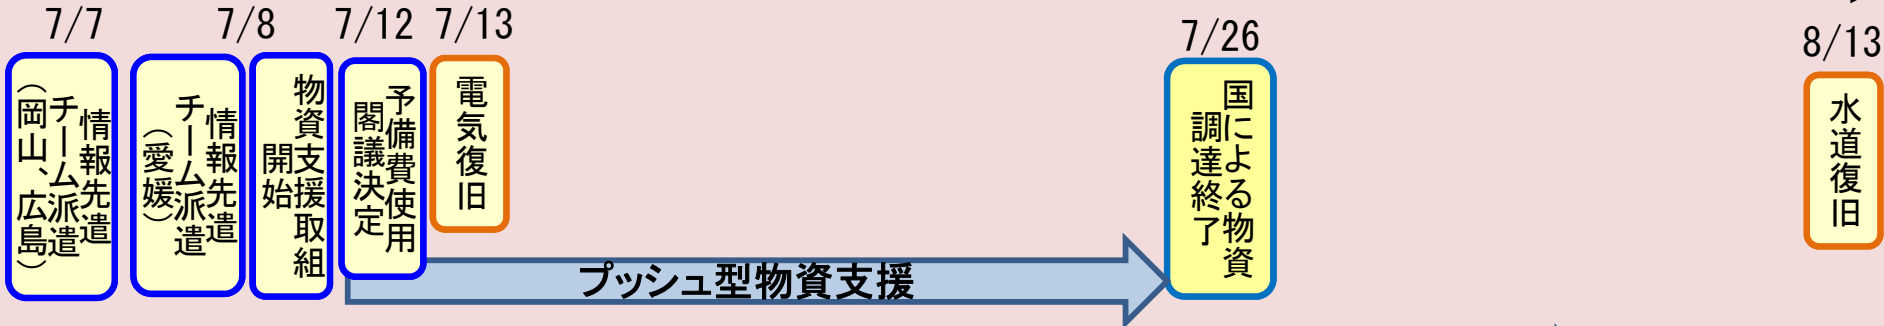 7/7
情報先遣
チーム派遣
（岡山、広島）
7/8
情報先遣
チーム派遣
（愛媛）
物資支援取組
開始
7/12
予備費使用
閣議決定
7/13
電気復旧
プッシュ型物資支援
7/26
国による物資
調達終了
8/13
水道復旧